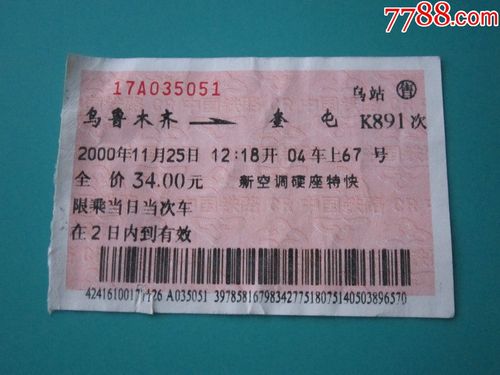 7788.com
17A035051
乌站 售
乌鲁木齐 → 奎屯 K891次
2000年11月25日 12:18开 04车上67号
全 价 34.00元 新空调硬座特快
限乘当日当次车
在2日内到有效
A035051 39785816798342775180751405038965​70